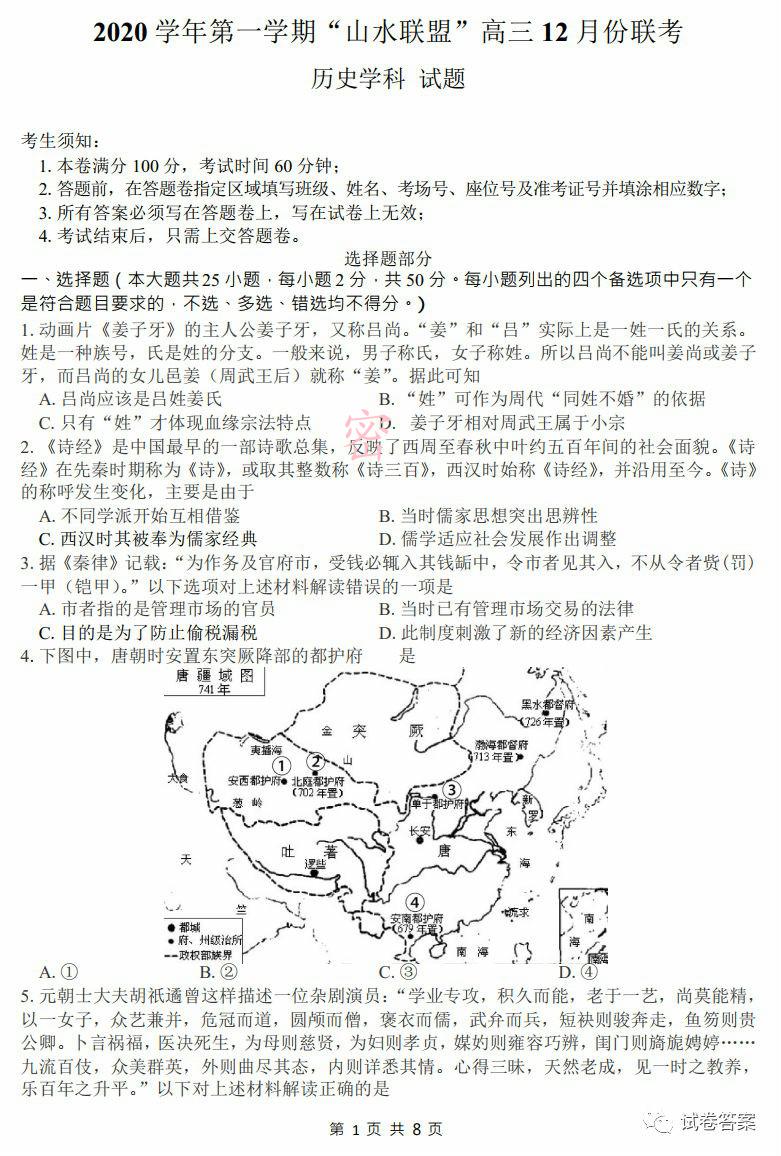 2020 学年第一学期“山水联盟”高三 12 月份联考
历史学科 试题
考生须知：
1. 本卷满分 100 分，考试时间 60 分钟；
2. 答题前，在答题卷指定区域填写班级、姓名、考场号、座位号及准考证号并填涂相应数字；
3. 所有答案必须写在答题卷上，写在试卷上无效；
4. 考试结束后，只需上交答题卷。
选择题部分
一、选择题（本大题共25 小题，每小题2 分，共 50 分。每小题列出的四个备选项中只有一个
是符合题目要求的，不选、多选、错选均不得分。)
1. 动画片《姜子牙》的主人公姜子牙，又称吕尚。“姜”和“吕”实际上是一姓一氏的关系。
姓是一种族号，氏是姓的分支。一般来说，男子称氏，女子称姓。所以吕尚不能叫姜尚或姜子
牙，而吕尚的女儿邑姜（周武王后）就称“姜”。据此可知
A. 吕尚应该是吕姓姜氏 B. “姓”可作为周代“同姓不婚”的依据
C. 只有“姓”才体现血缘宗法特点 D. 姜子牙相对周武王属于小宗
密
2. 《诗经》是中国最早的一部诗歌总集，反映了西周至春秋中叶约五百年间的社会面貌。《诗
经》在先秦时期称为《诗》，或取其整数称《诗三百》，西汉时始称《诗经》，并沿用至今。《诗》
的称呼发生变化，主要是由于
A. 不同学派开始互相借鉴 B. 当时儒家思想突出思辨性
C. 西汉时其被奉为儒家经典 D. 儒学适应社会发展作出调整
3. 据《秦律》记载：“为作务及官府市，受钱必辄入其钱缿中，令市者见其入，不从令者赀(罚)
一甲（铠甲）。”以下选项对上述材料解读错误的一项是
A. 市者指的是管理市场的官员 B. 当时已有管理市场交易的法律
C. 目的是为了防止偷税漏税 D. 此制度刺激了新的经济因素产生
4. 下图中，唐朝时安置东突厥降部的都护府 是
唐疆域图
741年
黑水都督府
(726年置)
金 突 厥
渤海都督府
(713年置)
夷播海
① ② 山
大食
安西都护府 北庭都护府
(702年置)
③
葱 岭
单于都护府
新罗
长安
东海
吐 蕃
唐
天竺
逻些
④
安南都护府
(679年置)
流求
南海
南海
都城
府、州级治所
政权部族界
A. ① B. ② C. ③ D. ④
5. 元朝士大夫胡祇遹曾这样描述一位杂剧演员：“学业专攻，积久而能，老于一艺，尚莫能精，
以一女子，众艺兼并，危冠而道，圆颅而僧，褒衣而儒，武弁而兵，短袂则骏奔走，鱼笏则贵
公卿。卜言祸福，医决死生，为母则慈贤，为妇则孝贞，媒妁则雍容巧辨，闺门则旖旎娉婷……
九流百伎，众美群英，外则曲尽其态，内则详悉其情。心得三昧，天然老成，见一时之教养，
乐百年之升平。”以下对上述材料解读正确的是
第 1 页 共 8 页
试卷答案